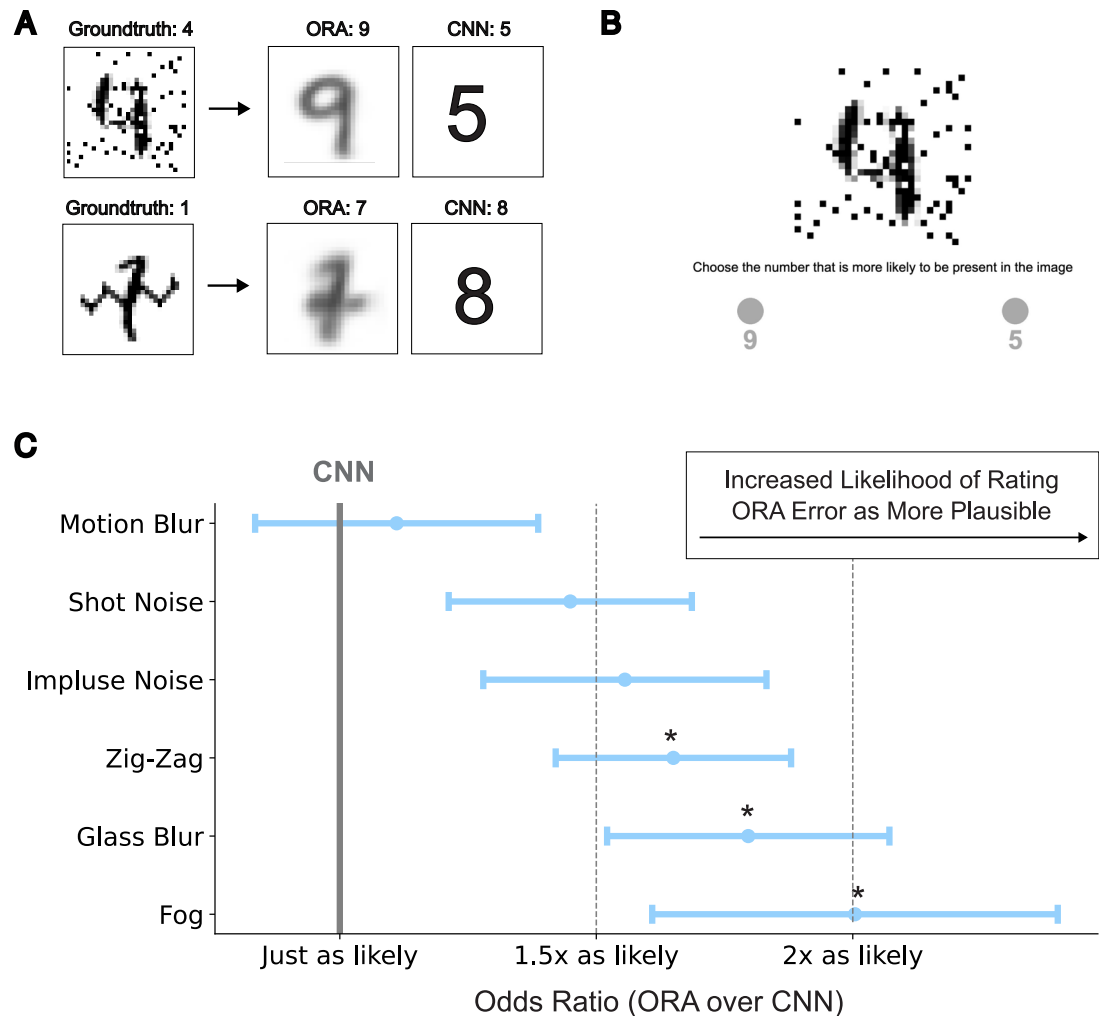 A
Groundtruth: 4
ORA: 9
CNN: 5
5
Groundtruth: 1
ORA: 7
CNN: 8
8
B
Choose the number that is more likely to be present in the image
9
5
C
CNN
Increased Likelihood of Rating
ORA Error as More Plausible
Motion Blur
Shot Noise
Impluse Noise
Zig-Zag
*
Glass Blur
*
Fog
*
Just as likely
1.5x as likely
2x as likely
Odds Ratio (ORA over CNN)